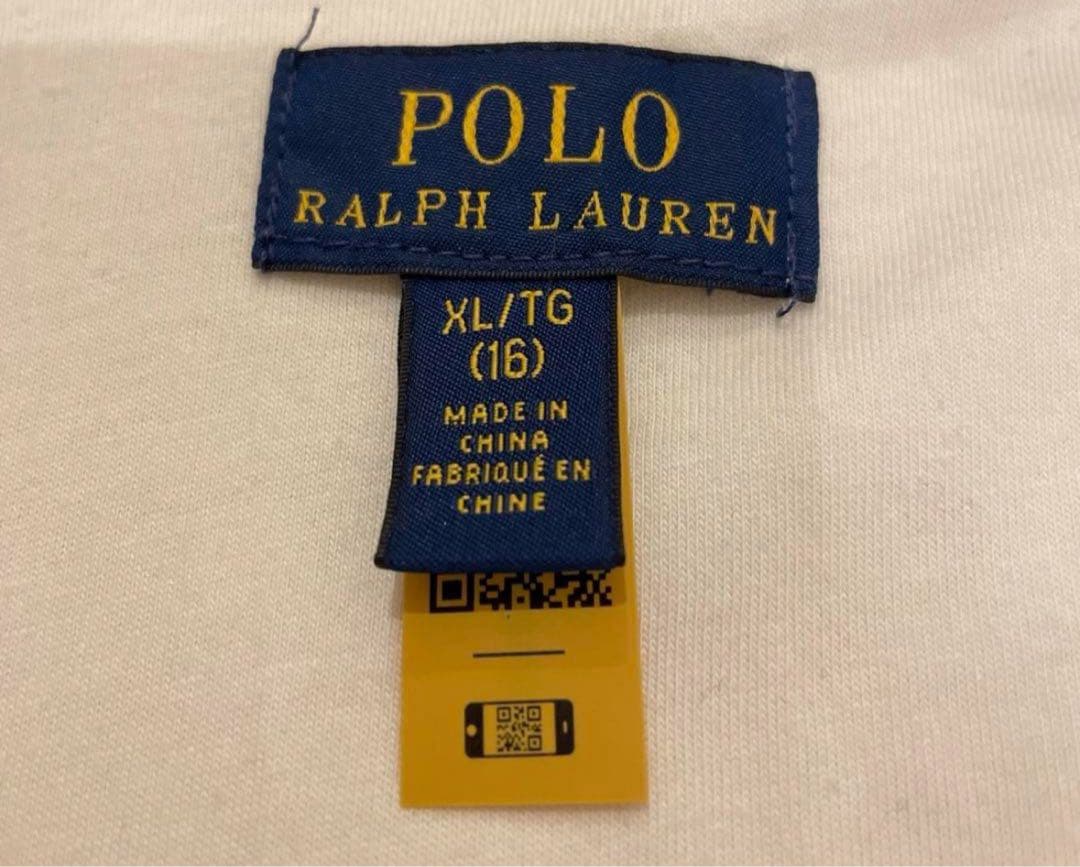 POLO
RALPH LAUREN
XL/TG
(16)
MADE IN
CHINA
FABRIQUÉ EN
CHINE